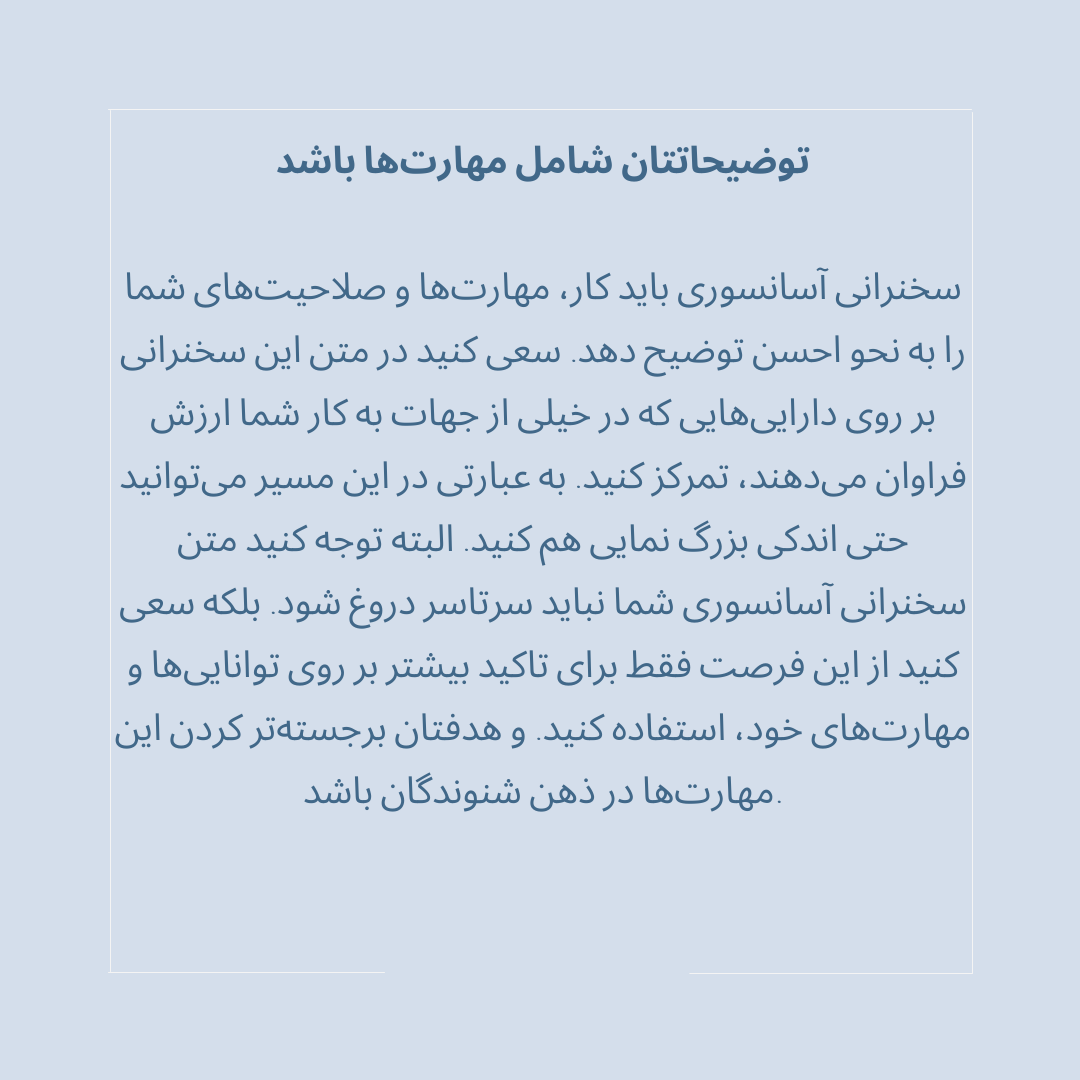 توضیحاتتان شامل مهارت‌ها باشد
سخنرانی آسانسوری باید کار، مهارت‌ها و صلاحیت‌های شما
را به نحو احسن توضیح دهد. سعی کنید در متن این سخنرانی
بر روی دارایی‌هایی که در خیلی از جهات به کار شما ارزش
فراوان می‌دهند، تمرکز کنید. به عبارتی در این مسیر می‌توانید
حتی اندکی بزرگ نمایی هم کنید. البته توجه کنید متن
سخنرانی آسانسوری شما نباید سرتاسر دروغ شود. بلکه سعی
کنید از این فرصت فقط برای تاکید بیشتر بر روی توانایی‌ها و
مهارت‌های خود، استفاده کنید. و هدفتان برجسته‌تر کردن این
.مهارت‌ها در ذهن شنوندگان باشد